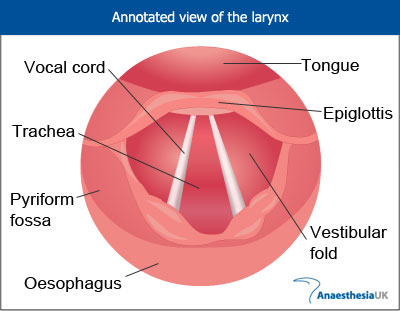 Annotated view of the larynx
Vocal cord
Tongue
Epiglottis
Trachea
Pyriform
fossa
Vestibular
fold
Oesophagus
AnaesthesiaUK